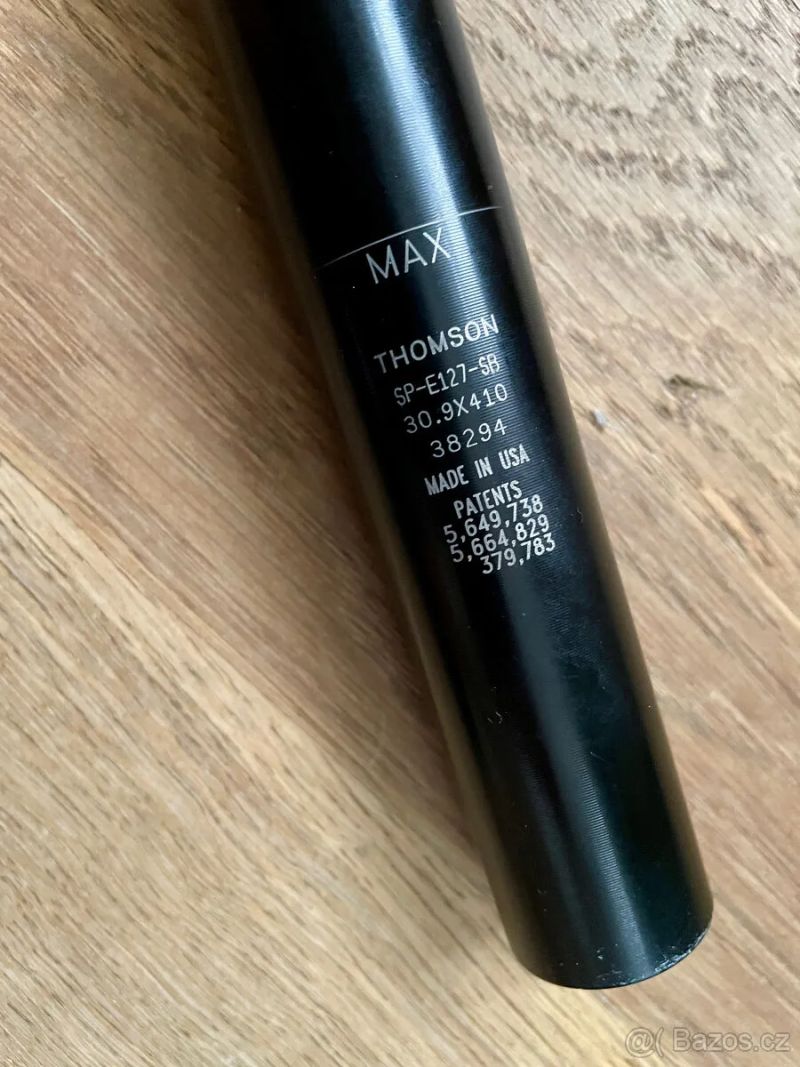 MAX
THOMSON
SP-E127-SB
30.9X410
38294
MADE IN USA
PATENTS
5,649,738
5,664,829
379,783
@( Bazos.cz